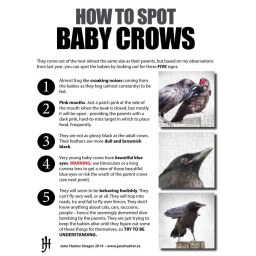 HOW TO SPOT
BABY CROWS
They come out of the nest almost the same size as their parents, but based on my observations
from last year, you can spot the babies by looking out for these FIVE signs.
1
Almost frog like croaking noises coming from
the babies as they beg (almost constantly) to be
fed.
2
Pink mouths. Just a patch pink at the side of
the mouth when the beak is closed, but mostly
it will be open - providing the parents with a
dark pink, hard-to-miss target in which to place
food. Frequently.
3
They are not as glossy black as the adult crows.
Their feathers are more dull and brownish
black.
4
Very young baby crows have beautiful blue
eyes. WARNING: use binoculars or a long
camera lens to get a view of these beautiful
blue eyes or risk the wrath of the parent crows
(see next point).
5
They will seem to be behaving foolishly. They
can't fly very well, or at all. They will hop into
roads, try and fail to fly over fences. They don't
know anything about cats, cars, raccoons,
people - hence the seemingly demented dive-
bombing by the parents. They are just trying to
keep the babies alive until they figure out some
of these things for themselves, so TRY TO BE
UNDERSTANDING.
June Hunter Images 2014 • www.junehunter.ca